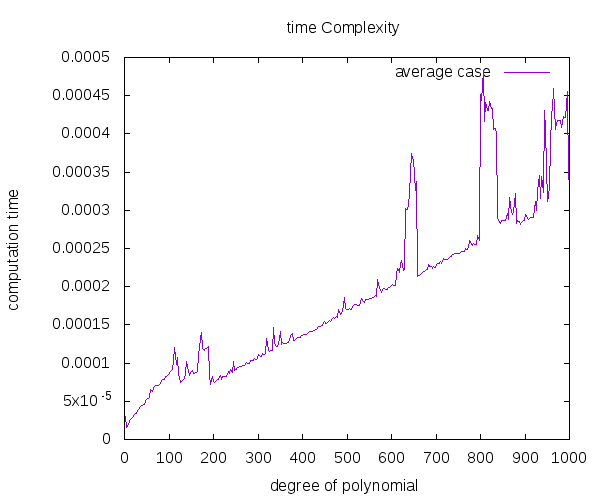 time Complexity
average case
0.0005
0.00045
0.0004
0.00035
0.0003
0.00025
0.0002
0.00015
0.0001
5x10-5
0
computation time
0 100 200 300 400 500 600 700 800 900 1000
degree of polynomial